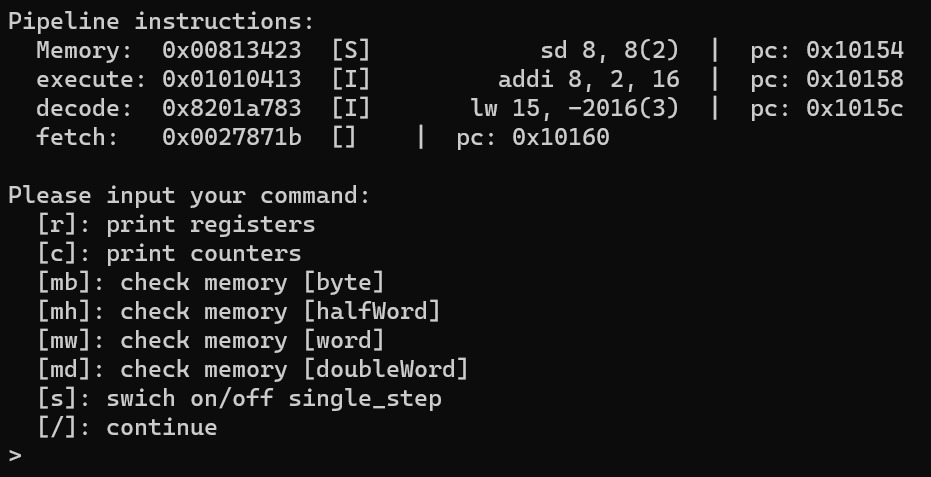 Pipeline instructions:
  Memory:  0x00813423  [S]            sd 8, 8(2)  |  pc: 0x10154
  execute: 0x01010413  [I]         addi 8, 2, 16  |  pc: 0x10158
  decode:  0x8201a783  [I]       lw 15, -2016(3)  |  pc: 0x1015c
  fetch:   0x0027871b  []    |  pc: 0x10160

Please input your command:
  [r]: print registers
  [c]: print counters
  [mb]: check memory [byte]
  [mh]: check memory [halfWord]
  [mw]: check memory [word]
  [md]: check memory [doubleWord]
  [s]: swich on/off single_step
  [/]: continue
>